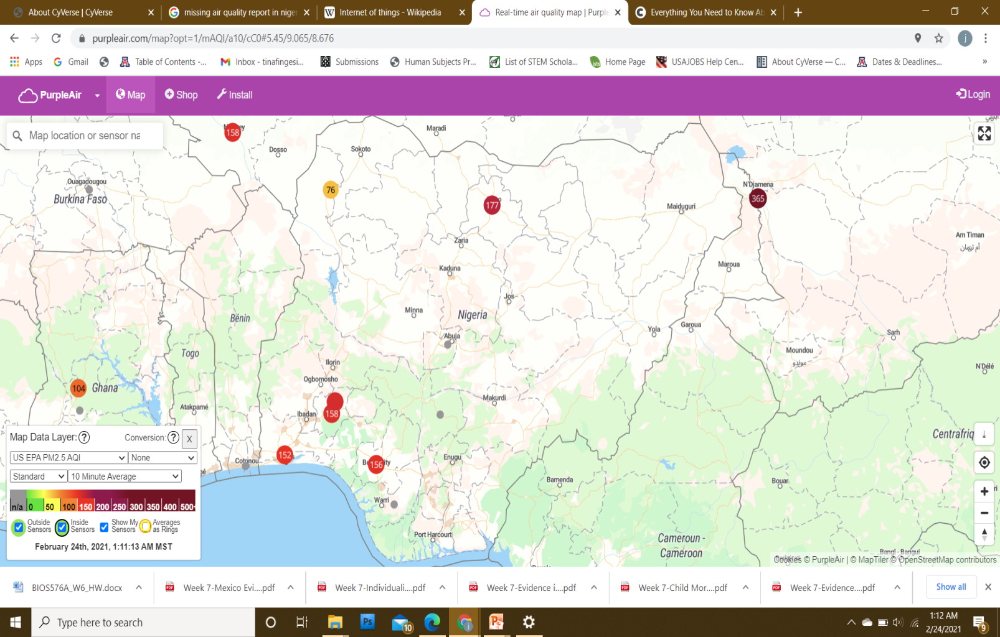 About CyVerse | CyVerse
missing air quality report in niger
Internet of things - Wikipedia
Real-time air quality map | Purple
Everything You Need to Know Ab
purpleair.com/map?opt=1/mAQI/a10/cC0#5.45/9.065/8.676
j
Apps
Gmail
Table of Contents -...
Inbox - tinafingesi...
Submissions
Human Subjects Pr...
List of STEM Schola...
Home Page
USAJOBS Help Cen...
About CyVerse — C...
Dates & Deadlines...
»
PurpleAir
Map
Shop
Install
Login
Map location or sensor na
158
Maradi
Dosso
Sokoto
Ouagadougou
Burkina Faso
76
177
N'Djamena
365
Maiduguri
Zaria
Am Timan
أم تيمان
Kaduna
Maroua
Jos
Minna
Nigeria
Bénin
Yola
Garoua
Abuja
Sarh
Togo
Moundou
موندو
Ilorin
N'Délé
Ogbomosho
104
Ghana
Makurdi
Atakpamé
Ibadan
158
Centrafriq
152
Cotonou
156
Enugu
Bamenda
Bouar
Warri
Port Harcourt
Cameroun -
Cameroon
Bangî - Bangui
Map Data Layer: ?
Conversion: ?
X
US EPA PM2.5 AQI
None
Standard
10 Minute Average
n/a 0 50 100 150 200 250 300 350 400 500+
Outside Sensors
Inside Sensors
Show My Sensors
Averages as Rings
February 24th, 2021, 1:11:13 AM MST
Cookies © PurpleAir | © MapTiler © OpenStreetMap contributors
BIOS576A_W6_HW.docx
Week 7-Mexico Evi....pdf
Week 7-Individuali....pdf
Week 7-Evidence i....pdf
Week 7-Child Mor....pdf
Week 7-Evidence....pdf
Show all
Type here to search
Ps
10
1:12 AM
2/24/2021
9